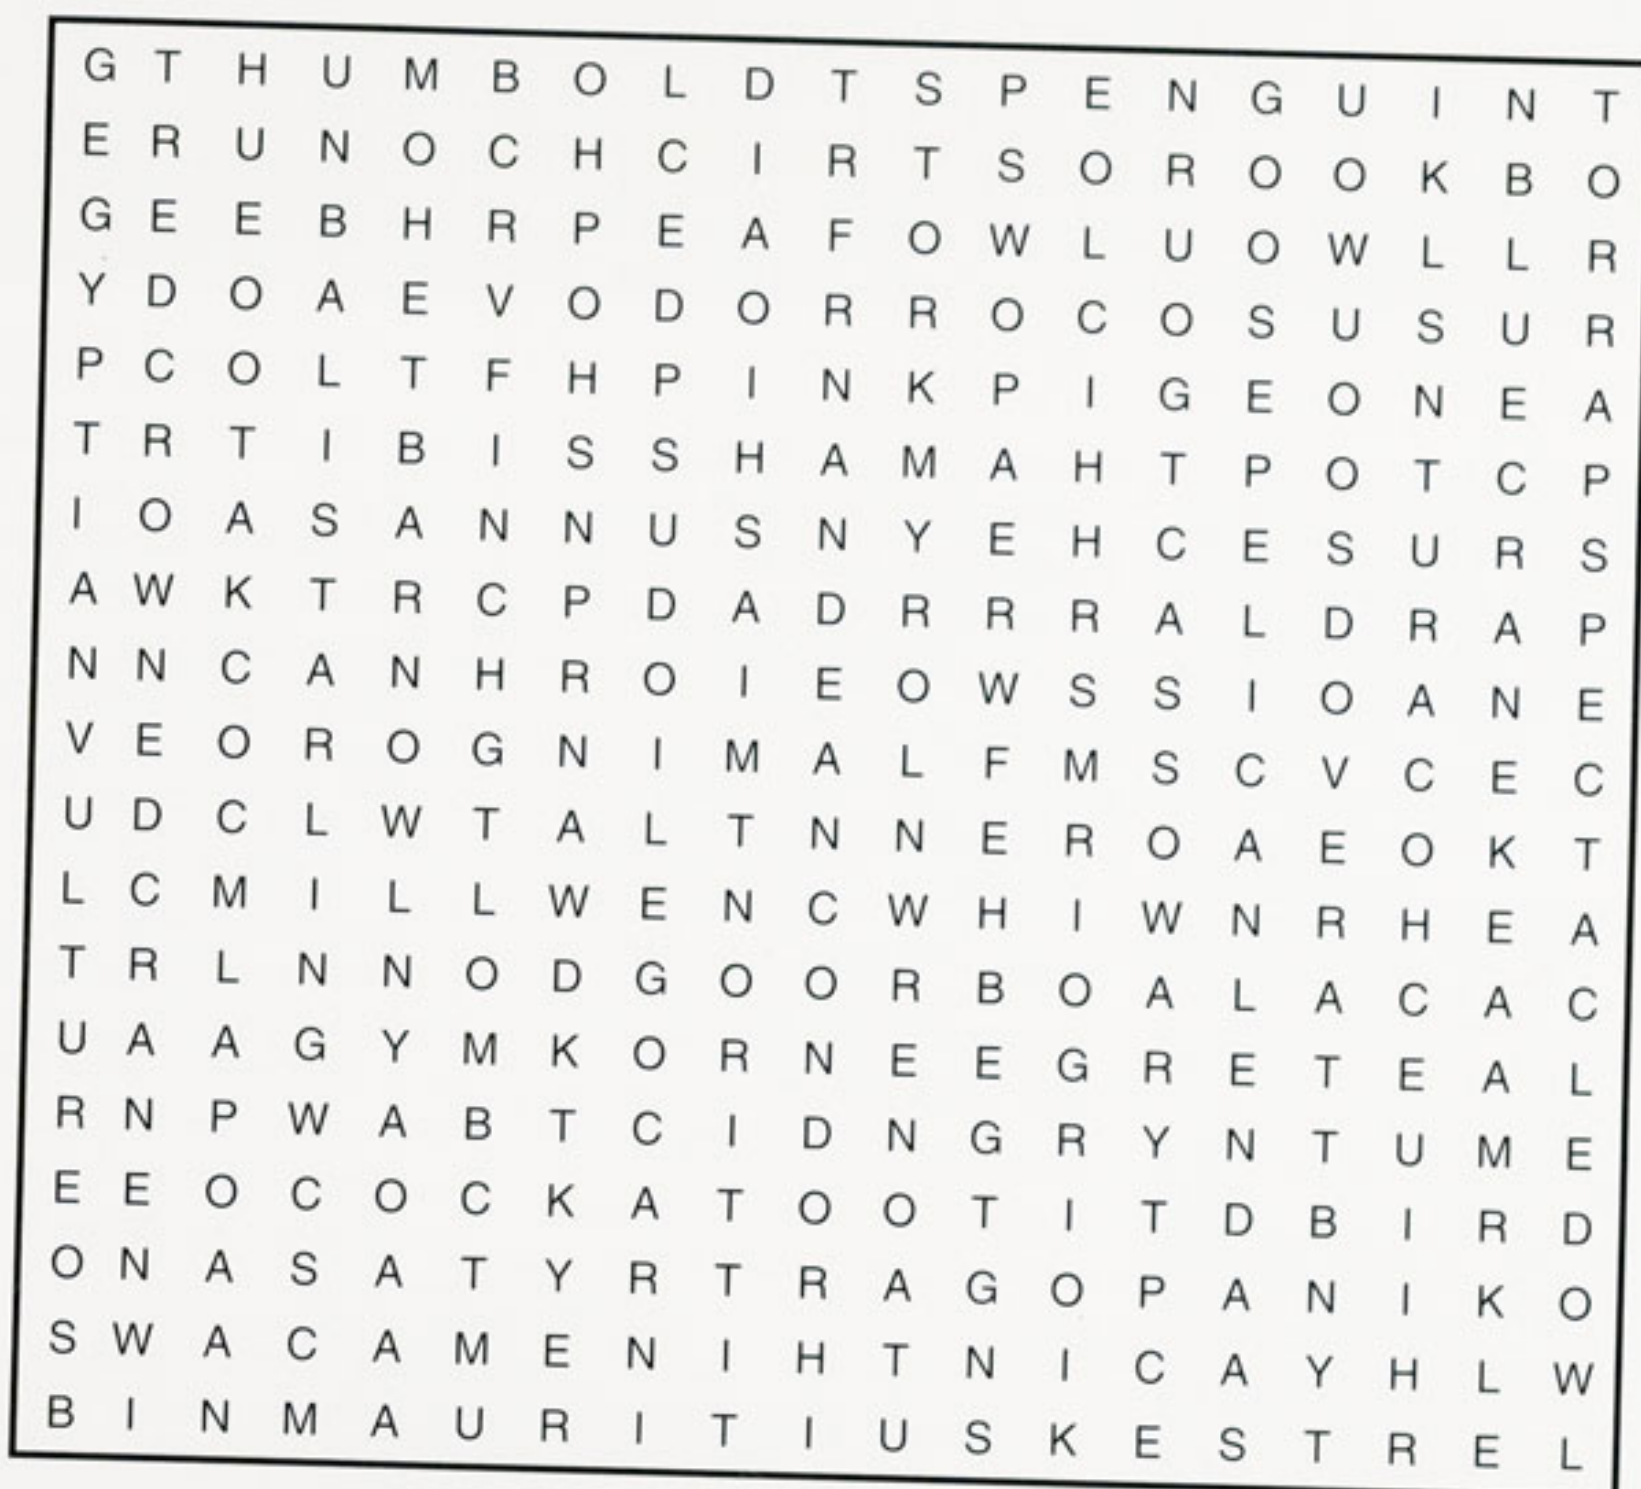 G T H U M B O L D T S P E N G U I N T
E R U N O C H C I R T S O R O O K B O
G E E B H R P E A F O W L U O W L L R
Y D O A E V O D O R R O C O S U S U R
P C O L T F H P I N K P I G E O N E A
T R T I B I S S H A M A H T P O T C P
I O A S A N N U S N Y E H C E S U R S
A W K T R C P D A D R R R A L D R A P
N N C A N H R O I E O W S S I O A N E
V E O R O G N I M A L F M S C V C E C
U D C L W T A L T N N E R O A E O K T
L C M I L L W E N C W H I W N R H E A
T R L N N O D G O O R B O A L A C A C
U A A G Y M K O R N E E G R E T E A L
R N P W A B T C I D N G R Y N T U M E
E E O C O C K A T O O T I T D B I R D
O N A S A T Y R T R A G O P A N I K O
S W A C A M E N I H T N I C A Y H L W
B I N M A U R I T I U S K E S T R E L